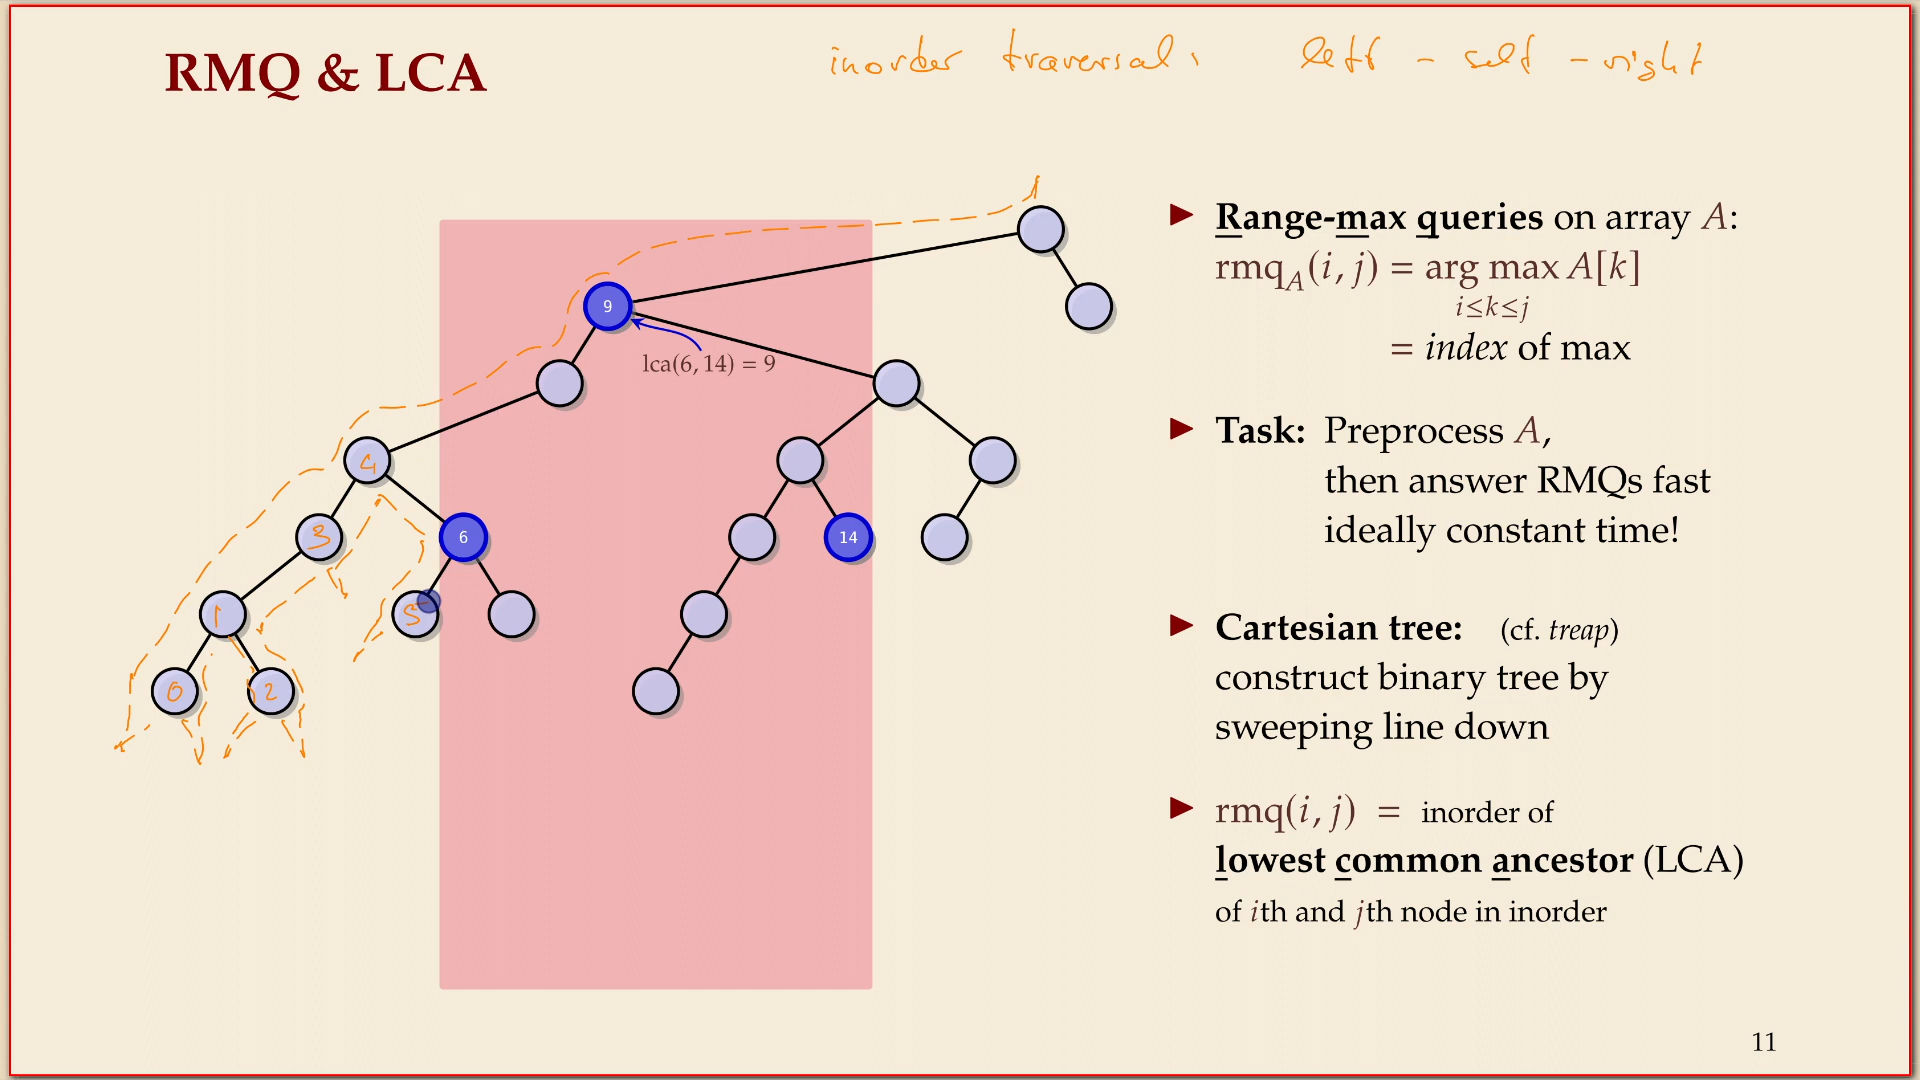 RMQ & LCA
inorder traversal: left - self - right
Range-max queries on array A:
rmq_A(i, j) = arg max A[k]
i≤k≤j
= index of max
Task: Preprocess A,
then answer RMQs fast
ideally constant time!
Cartesian tree: (cf. treap)
construct binary tree by
sweeping line down
rmq(i, j) = inorder of
lowest common ancestor (LCA)
of ith and jth node in inorder
9
lca(6, 14) = 9
4
3
6
14
1
5
0
2
11